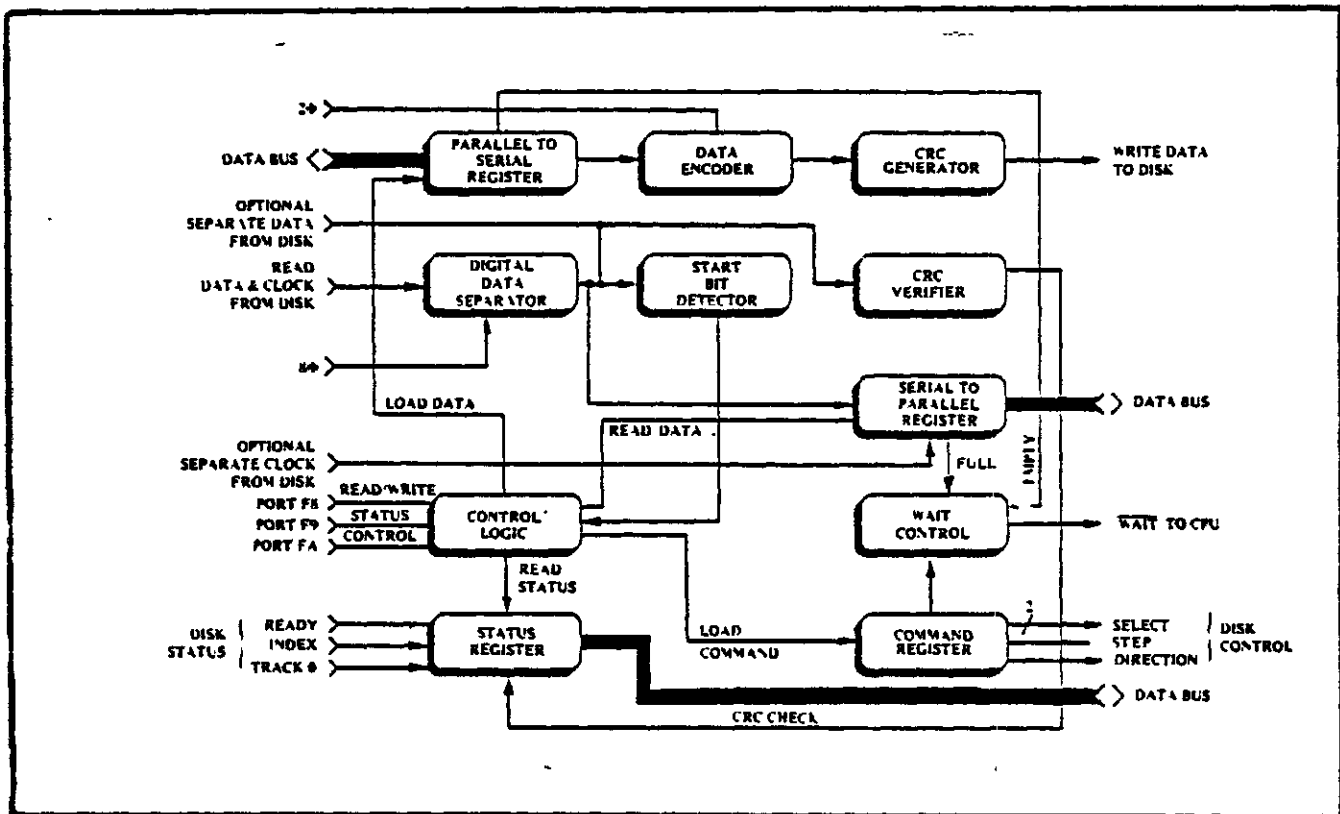 2Φ
DATA BUS
PARALLEL TO
SERIAL
REGISTER
DATA
ENCODER
CRC
GENERATOR
WRITE DATA
TO DISK
OPTIONAL
SEPARATE DATA
FROM DISK
READ
DATA & CLOCK
FROM DISK
DIGITAL
DATA
SEPARATOR
START
BIT
DETECTOR
CRC
VERIFIER
8Φ
LOAD DATA
SERIAL TO
PARALLEL
REGISTER
DATA BUS
READ DATA
OPTIONAL
SEPARATE CLOCK
FROM DISK
FULL
EMPTY
PORT F8
READ/WRITE
PORT F9
STATUS
PORT FA
CONTROL
CONTROL
LOGIC
WAIT
CONTROL
WAIT TO CPU
READ
STATUS
DISK
STATUS
READY
INDEX
TRACK 0
STATUS
REGISTER
LOAD
COMMAND
COMMAND
REGISTER
SELECT
STEP
DIRECTION
DISK
CONTROL
DATA BUS
CRC CHECK